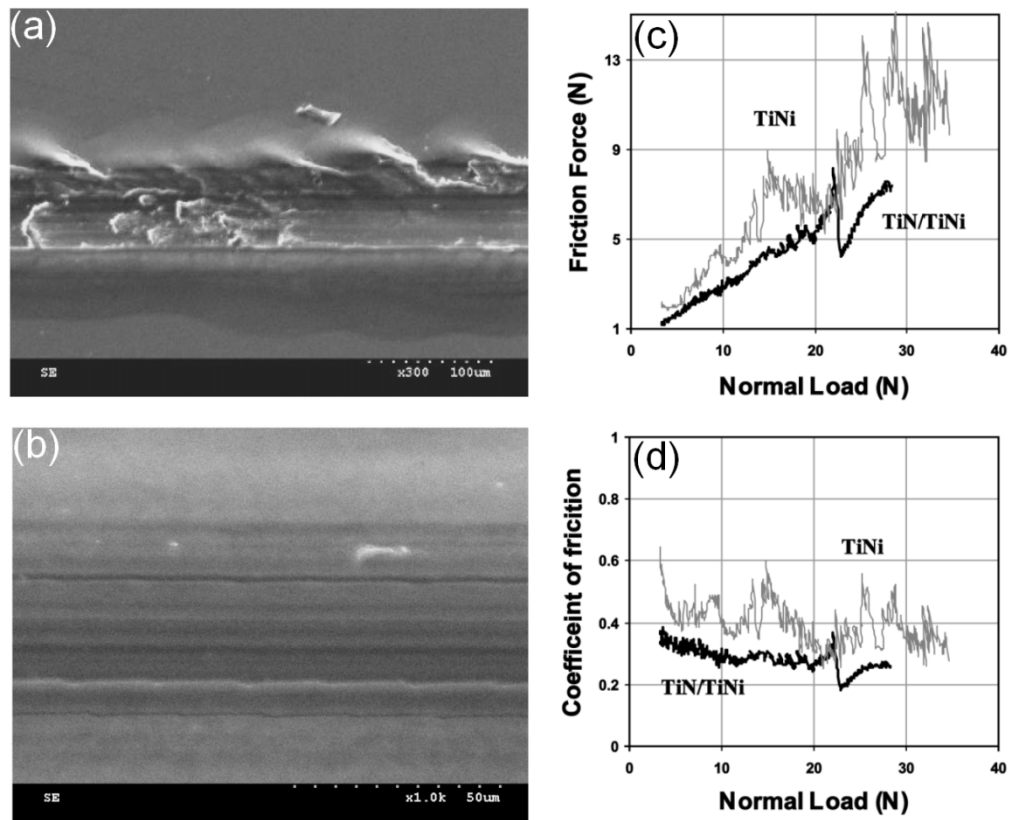 (a)
SE
x300 100um
(b)
SE
x1.0k 50um
(c)
Friction Force (N)
13
9
5
1
TiNi
TiN/TiNi
0
10
20
30
40
Normal Load (N)
(d)
Coefficeint of fricition
1
0.8
0.6
0.4
0.2
0
TiNi
TiN/TiNi
0
10
20
30
40
Normal Load (N)